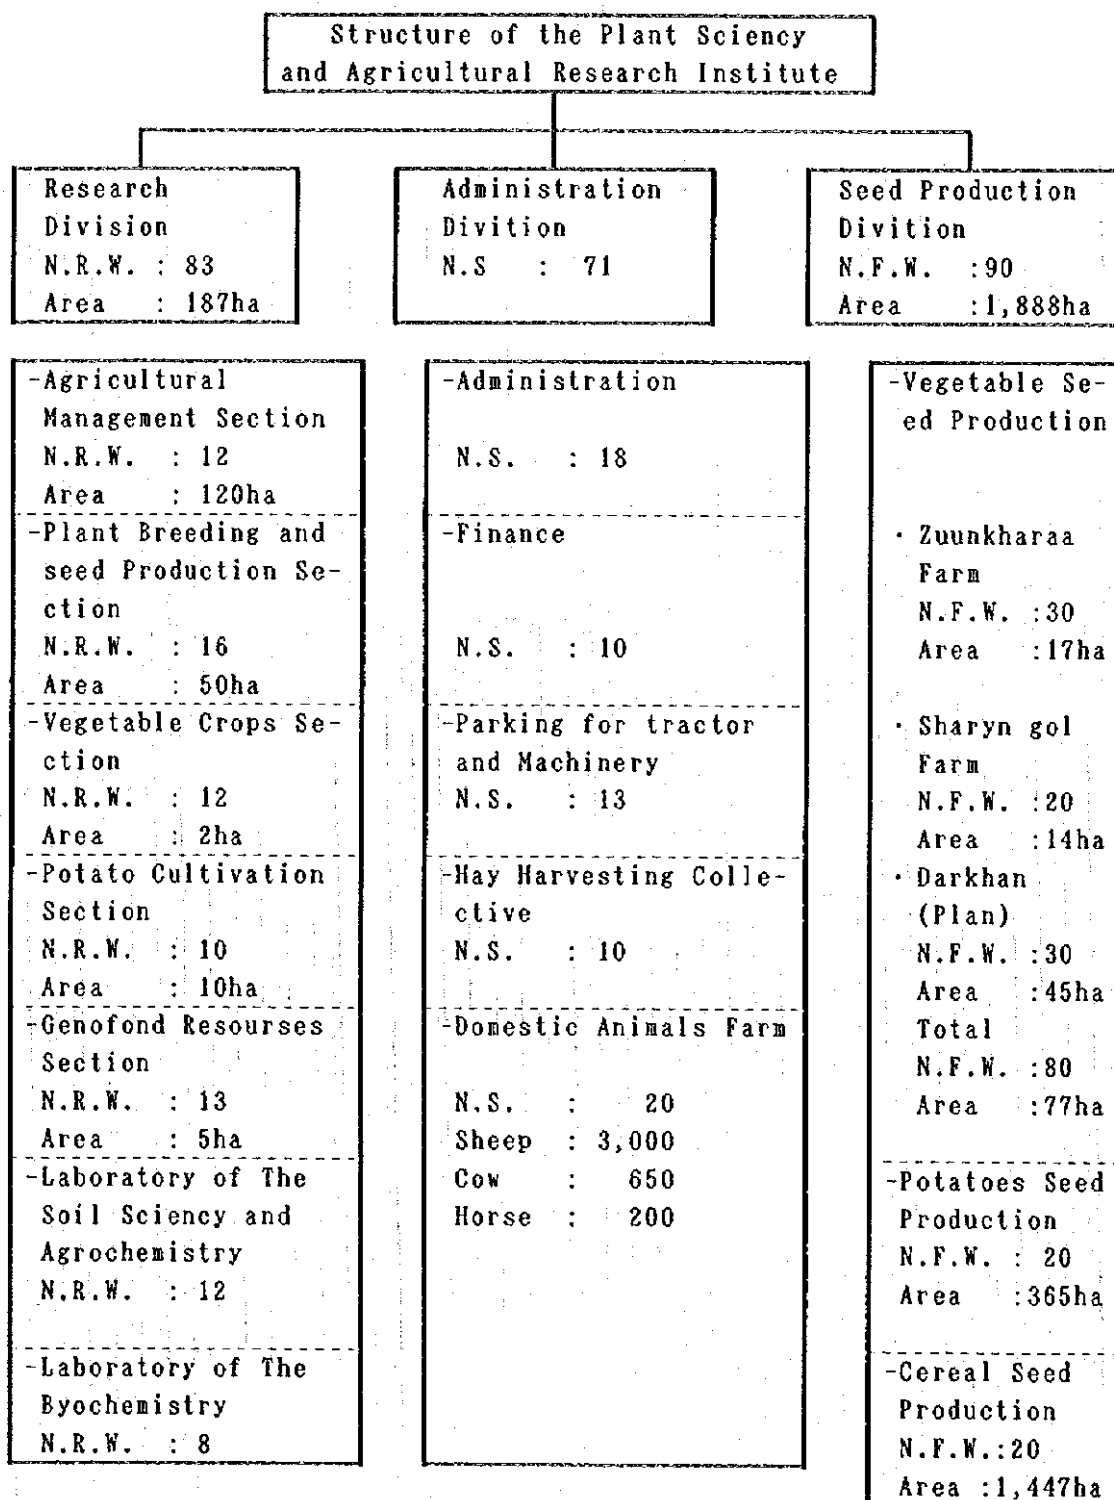 Structure of the Plant Sciency
and Agricultural Research Institute
Research
Division
N.R.W. : 83
Area : 187ha
Administration
Divition
N.S : 71
Seed Production
Divition
N.F.W. :90
Area :1,888ha
-Agricultural
Management Section
N.R.W. : 12
Area : 120ha
-Plant Breeding and
seed Production Se-
ction
N.R.W. : 16
Area : 50ha
-Vegetable Crops Se-
ction
N.R.W. : 12
Area : 2ha
-Potato Cultivation
Section
N.R.W. : 10
Area : 10ha
-Genofond Resourses
Section
N.R.W. : 13
Area : 5ha
-Laboratory of The
Soil Sciency and
Agrochemistry
N.R.W. : 12
-Laboratory of The
Byochemistry
N.R.W. : 8
-Administration
N.S. : 18
-Finance
N.S. : 10
-Parking for tractor
and Machinery
N.S. : 13
-Hay Harvesting Colle-
ctive
N.S. : 10
-Domestic Animals Farm
N.S. : 20
Sheep : 3,000
Cow : 650
Horse : 200
-Vegetable Se-
ed Production
・Zuunkharaa
Farm
N.F.W. :30
Area :17ha
・Sharyn gol
Farm
N.F.W. :20
Area :14ha
・Darkhan
(Plan)
N.F.W. :30
Area :45ha
Total
N.F.W. :80
Area :77ha
-Potatoes Seed
Production
N.F.W. : 20
Area :365ha
-Cereal Seed
Production
N.F.W.:20
Area :1,447ha